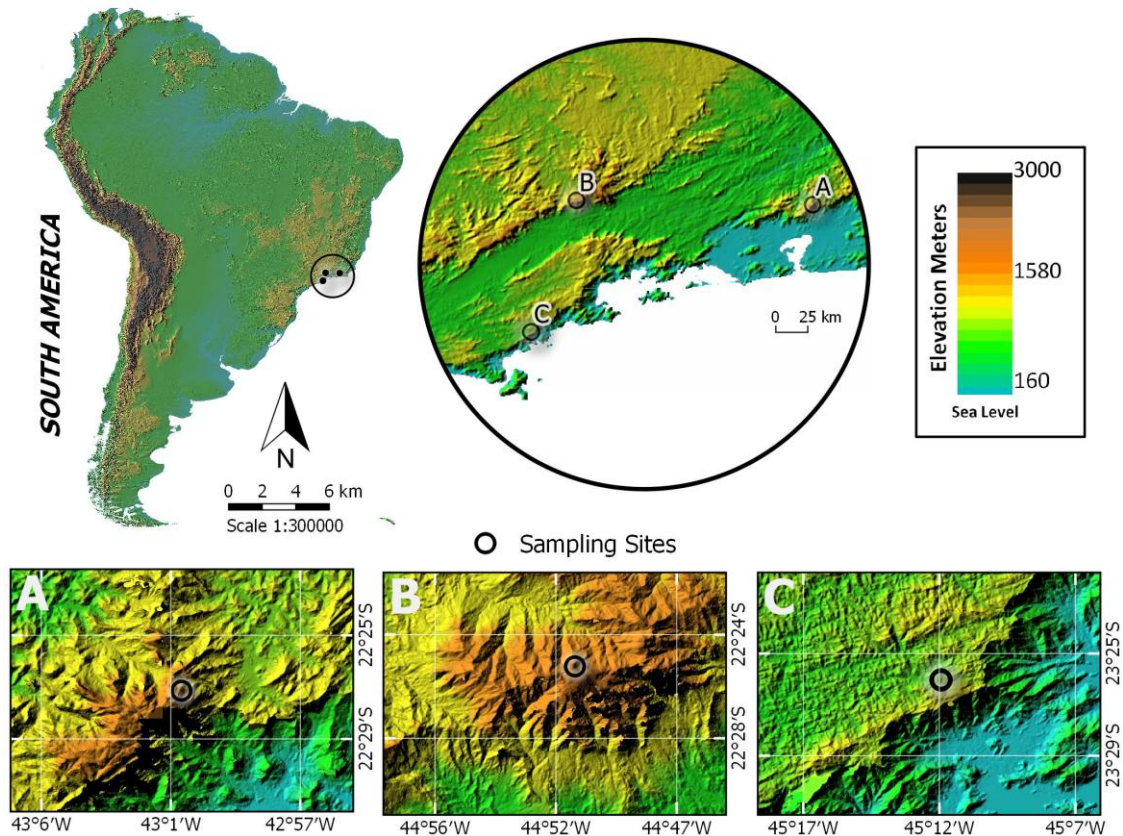 SOUTH AMERICA
N
0 2 4 6 km
Scale 1:300000
B
A
C
0 25 km
Elevation Meters
3000
1580
160
Sea Level
Sampling Sites
A
22°25'S
22°29'S
43°6'W 43°1'W 42°57'W
B
22°24'S
22°28'S
44°56'W 44°52'W 44°47'W
C
23°25'S
23°29'S
45°17'W 45°12'W 45°7'W